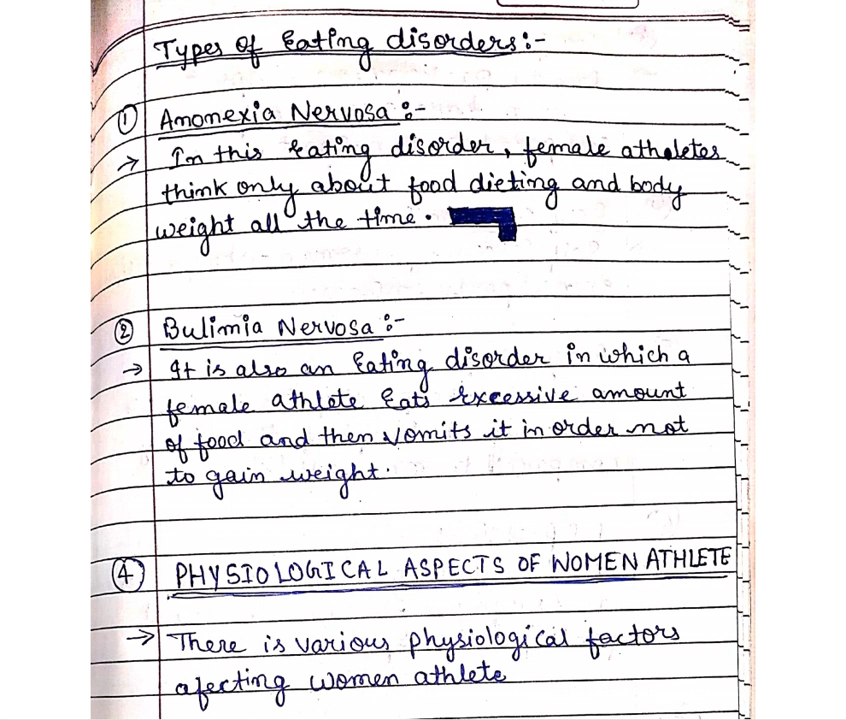 Types of Eating disorders:-
① Anonexia Nervosa :-
→ In this Eating disorder, female athletes
think only about food dieting and body
weight all the time.
② Bulimia Nervosa :-
→ It is also an Eating disorder in which a
female athlete Eats Excessive amount
of food and then vomits it in order not
to gain weight.
④ PHYSIOLOGICAL ASPECTS OF WOMEN ATHLETE
→ There is various physiological factors
afecting women athlete